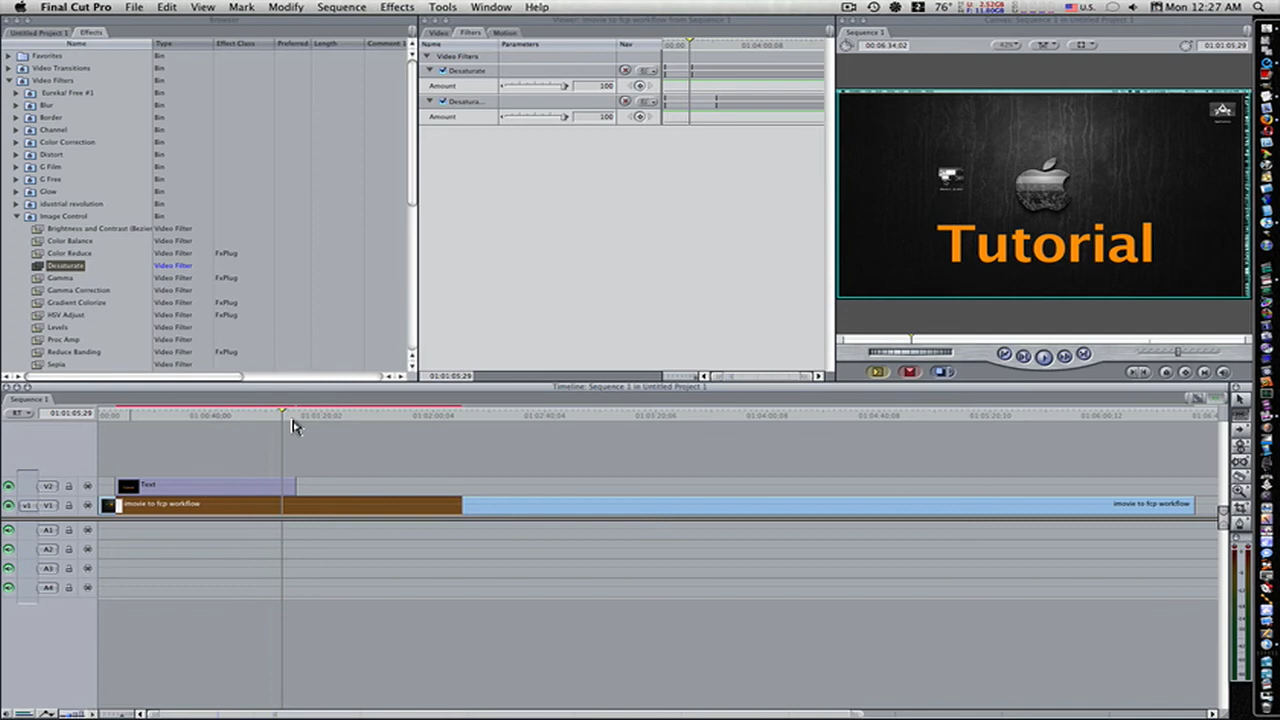 Final Cut Pro File Edit View Mark Modify Sequence Effects Tools Window Help 76° U.S. Mon 12:27 AM
Browser
Viewer: imovie to fcp workflow from Sequence 1
Canvas: Sequence 1 in Untitled Project 1
Untitled Project 1 Effects
Video Filters Motion
Sequence 1
Name Type Effect Class Preferred Length Comment 1
Name Parameters Nav 00:00 01:04:00;08
00:06:34;02 42% 01:01:05;29
Favorites Bin
Video Transitions Bin
Video Filters Bin
Eureka! Free #1 Bin
Blur Bin
Border Bin
Channel Bin
Color Correction Bin
Distort Bin
G Film Bin
G Free Bin
Glow Bin
idustrial revolution Bin
Image Control Bin
Brightness and Contrast (Bezier Video Filter
Color Balance Video Filter
Color Reduce Video Filter FxPlug
Desaturate Video Filter
Gamma Video Filter FxPlug
Gamma Correction Video Filter
Gradient Colorize Video Filter FxPlug
HSV Adjust Video Filter FxPlug
Levels Video Filter
Proc Amp Video Filter
Reduce Banding Video Filter FxPlug
Sepia Video Filter
Video Filters
Desaturate
Amount 100
Desatura...
Amount 100
01:01:05;29
Tutorial
Timeline: Sequence 1 in Untitled Project 1
Sequence 1
RT 01:01:05;29 00:00 01:00:40;00 01:01:20;02 01:02:00;04 01:02:40;04 01:03:20;06 01:04:00;08 01:04:40;08 01:05:20;10 01:06:00;12 01:06:4
V2 Text
v1 V1 imovie to fcp workflow imovie to fcp workflow
A1
A2
A3
A4